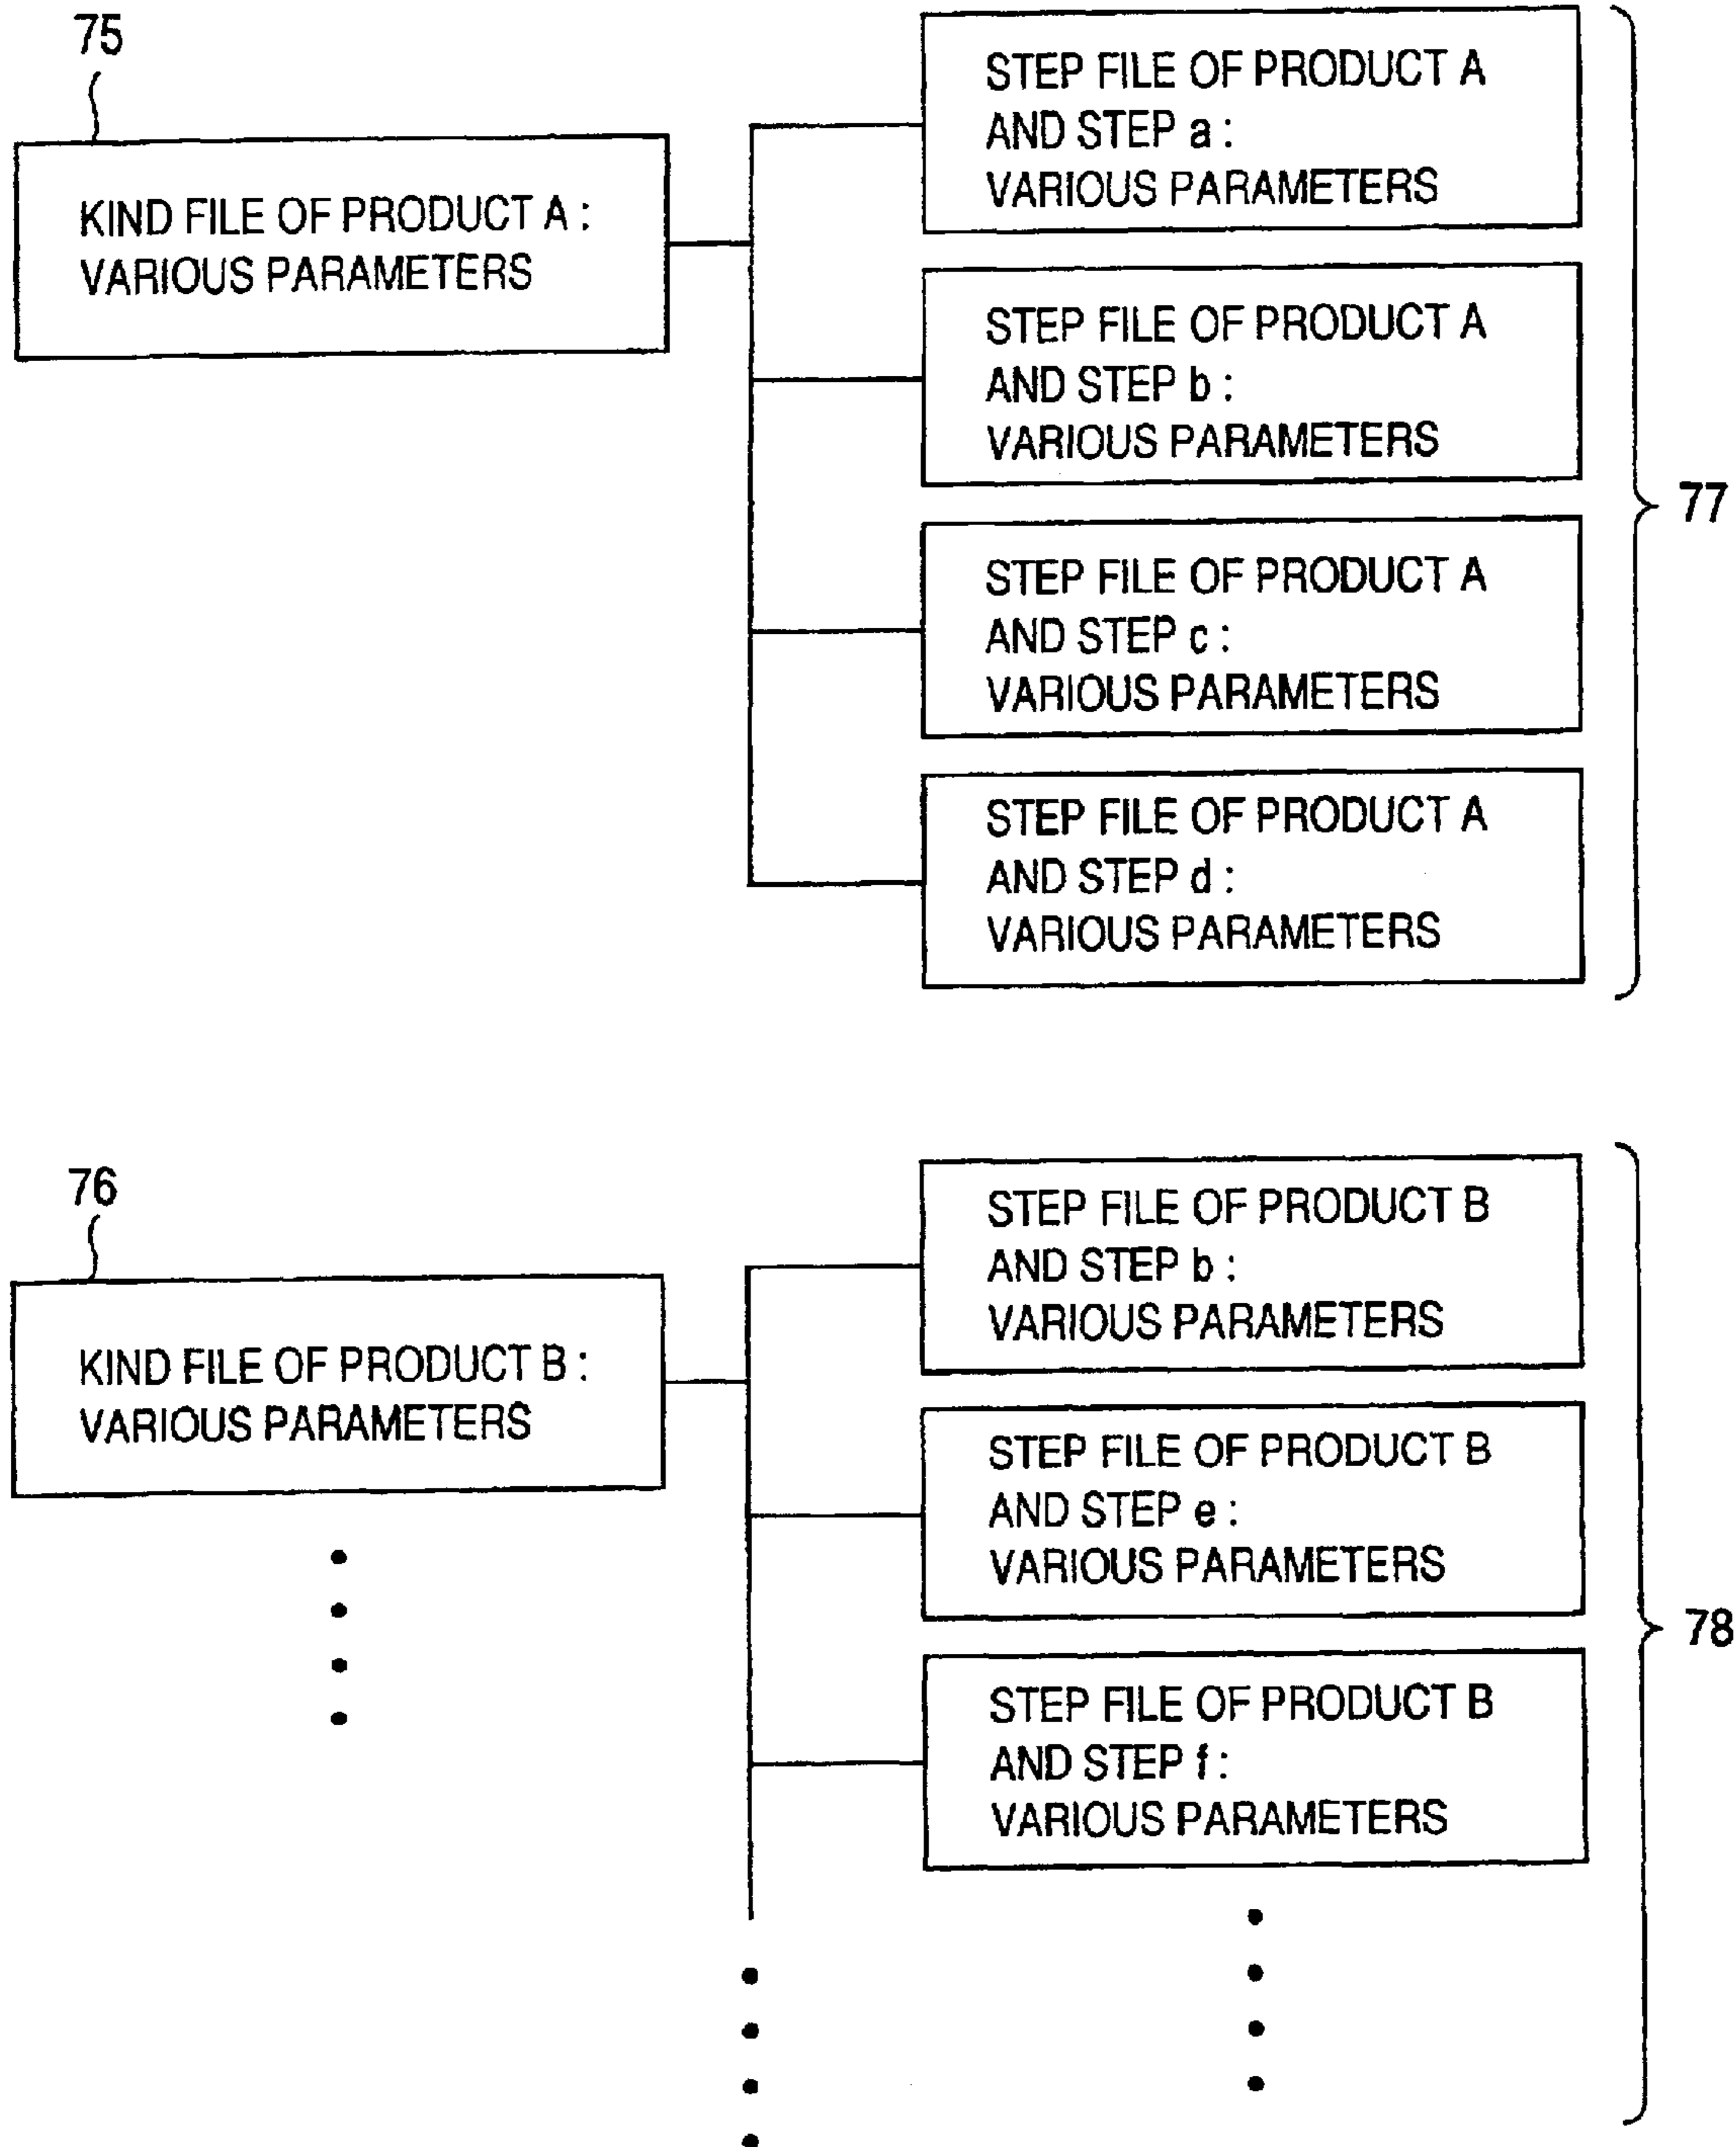 75
KIND FILE OF PRODUCT A :
VARIOUS PARAMETERS
STEP FILE OF PRODUCT A
AND STEP a :
VARIOUS PARAMETERS
STEP FILE OF PRODUCT A
AND STEP b :
VARIOUS PARAMETERS
STEP FILE OF PRODUCT A
AND STEP c :
VARIOUS PARAMETERS
STEP FILE OF PRODUCT A
AND STEP d :
VARIOUS PARAMETERS
77
76
KIND FILE OF PRODUCT B :
VARIOUS PARAMETERS
STEP FILE OF PRODUCT B
AND STEP b :
VARIOUS PARAMETERS
STEP FILE OF PRODUCT B
AND STEP e :
VARIOUS PARAMETERS
STEP FILE OF PRODUCT B
AND STEP f :
VARIOUS PARAMETERS
78